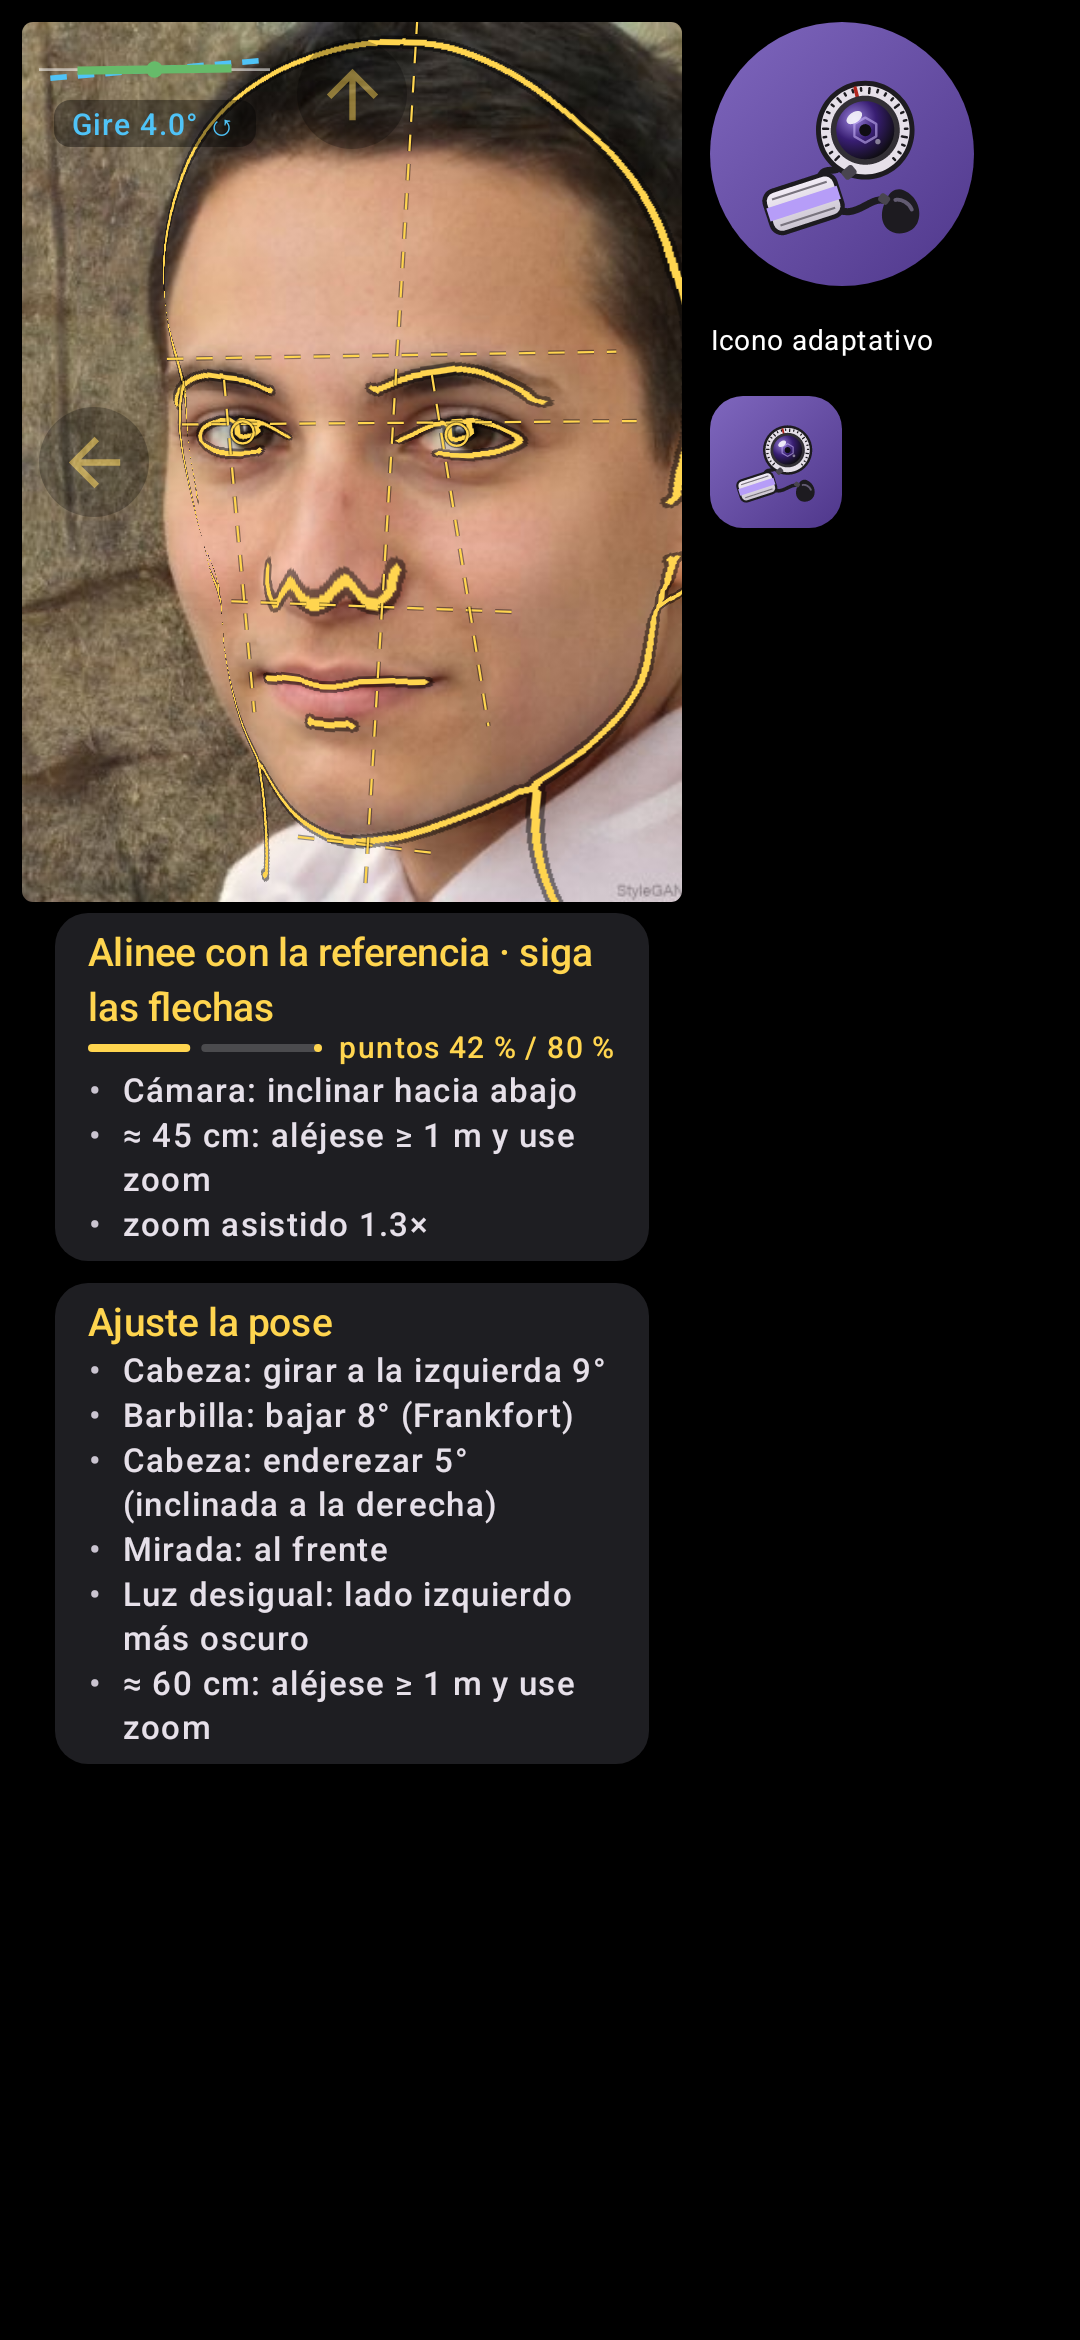 Gire 4.0° ↺
StyleGAN
Icono adaptativo
Alinee con la referencia · siga
las flechas
puntos 42 % / 80 %
• Cámara: inclinar hacia abajo
• ≈ 45 cm: aléjese ≥ 1 m y use
zoom
• zoom asistido 1.3×
Ajuste la pose
• Cabeza: girar a la izquierda 9°
• Barbilla: bajar 8° (Frankfort)
• Cabeza: enderezar 5°
(inclinada a la derecha)
• Mirada: al frente
• Luz desigual: lado izquierdo
más oscuro
• ≈ 60 cm: aléjese ≥ 1 m y use
zoom